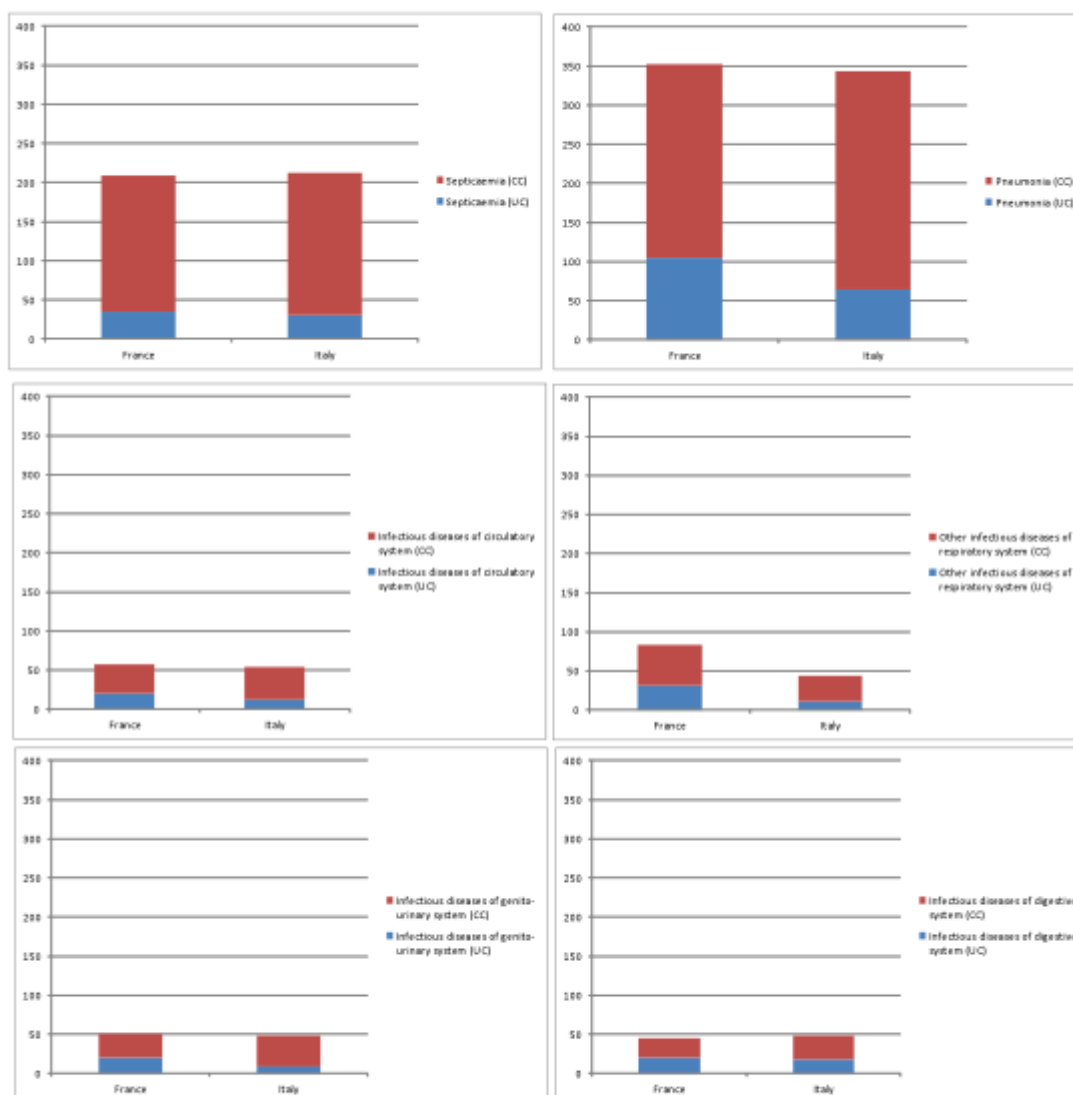 400
350
300
250
200
150
100
50
0
France Italy
Septicaemia (CC)
Septicaemia (UC)
400
350
300
250
200
150
100
50
0
France Italy
Pneumonia (CC)
Pneumonia (UC)
400
350
300
250
200
150
100
50
0
France Italy
Infectious diseases of circulatory
system (CC)
Infectious diseases of circulatory
system (UC)
400
350
300
250
200
150
100
50
0
France Italy
Other infectious diseases of
respiratory system (CC)
Other infectious diseases of
respiratory system (UC)
400
350
300
250
200
150
100
50
0
France Italy
Infectious diseases of genito-
urinary system (CC)
Infectious diseases of genito-
urinary system (UC)
400
350
300
250
200
150
100
50
0
France Italy
Infectious diseases of digestive
system (CC)
Infectious diseases of digestive
system (UC)